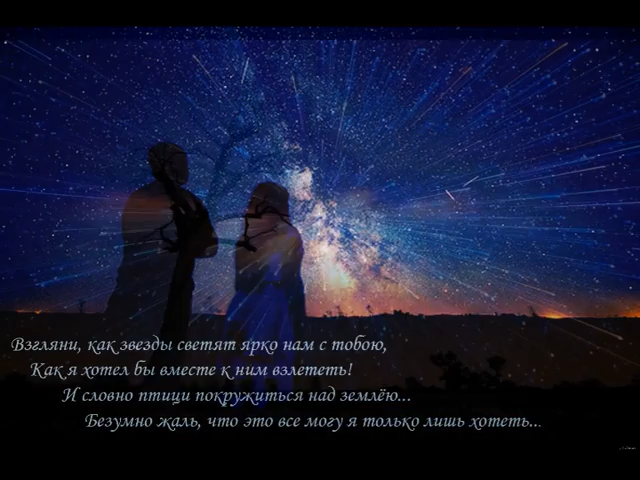 Взгляни, как звезды светят ярко нам с тобою,
Как я хотел бы вместе к ним взлететь!
И словно птици покружиться над землёю...
Безумно жаль, что это все могу я только лишь хотеть...